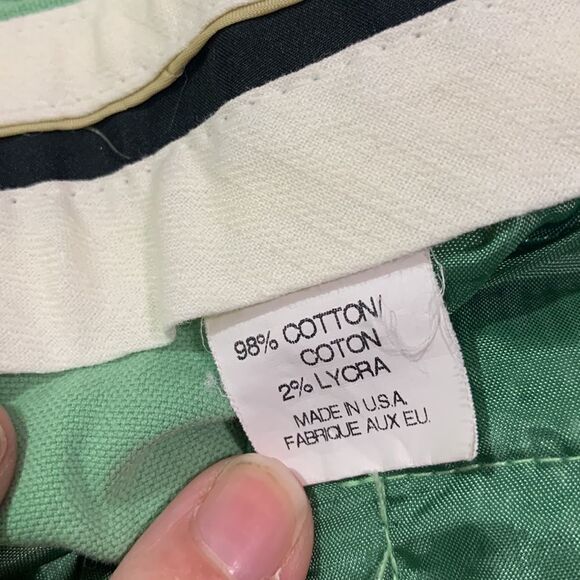 98% COTTON/
COTON
2% LYCRA
MADE IN U.S.A.
FABRIQUE AUX EU.